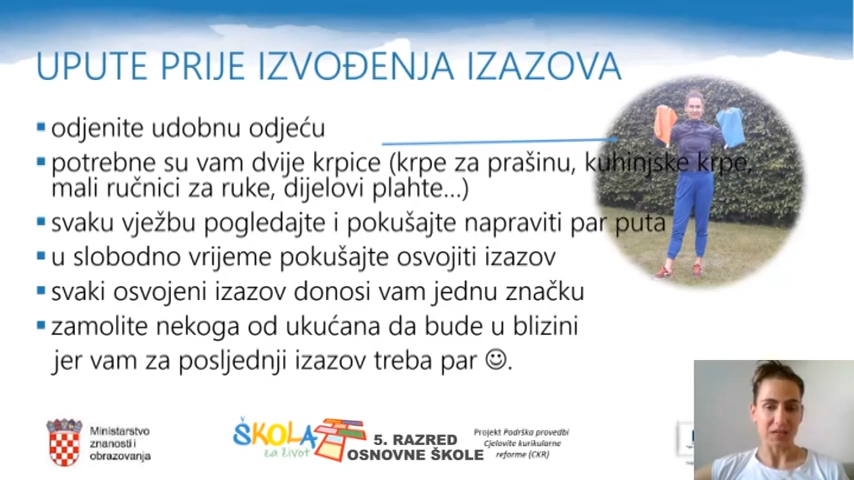 UPUTE PRIJE IZVOĐENJA IZAZOVA
▪ odjenite udobnu odjeću
▪ potrebne su vam dvije krpice (krpe za prašinu, kuhinjske krpe,
mali ručnici za ruke, dijelovi plahte...)
▪ svaku vježbu pogledajte i pokušajte napraviti par puta
▪ u slobodno vrijeme pokušajte osvojiti izazov
▪ svaki osvojeni izazov donosi vam jednu značku
▪ zamolite nekoga od ukućana da bude u blizini
jer vam za posljednji izazov treba par ☺.
Ministarstvo
znanosti i
obrazovanja
ŠKOLA
za život
5. RAZRED
OSNOVNE ŠKOLE
Projekt Podrška provedbi
Cjelovite kurikularne
reforme (CKR)